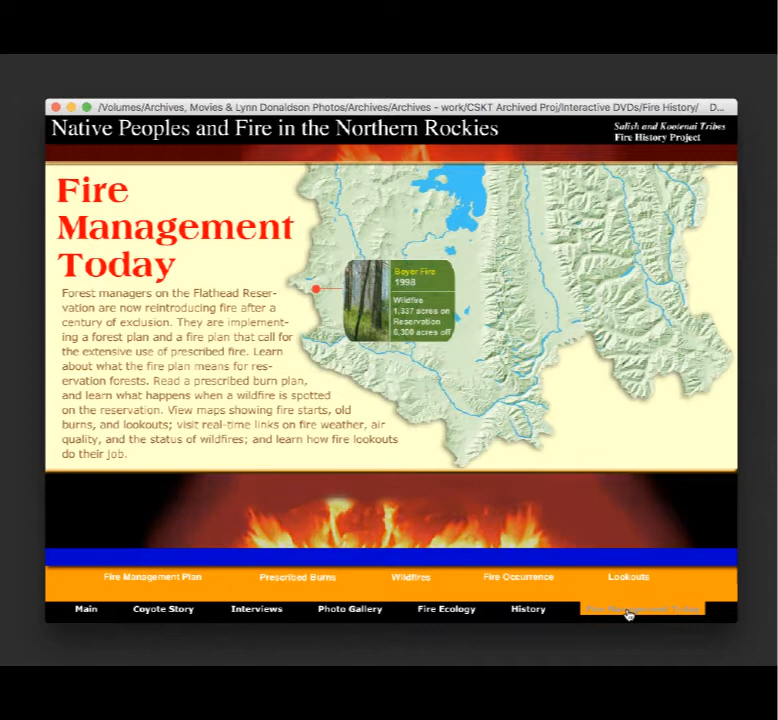 /Volumes/Archives, Movies & Lynn Donaldson Photos/Archives/Archives - work/CSKT Archived Proj/Interactive DVDs/Fire History/ D...
Native Peoples and Fire in the Northern Rockies
Salish and Kootenai Tribes
Fire History Project
Fire
Management
Today
Forest managers on the Flathead Reser-
vation are now reintroducing fire after a
century of exclusion. They are implement-
ing a forest plan and a fire plan that call for
the extensive use of prescribed fire. Learn
about what the fire plan means for res-
ervation forests. Read a prescribed burn plan,
and learn what happens when a wildfire is spotted
on the reservation. View maps showing fire starts, old
burns, and lookouts; visit real-time links on fire weather, air
quality, and the status of wildfires; and learn how fire lookouts
do their job.
Boyer Fire
1998
Wildfire
1,337 acres on
Reservation
6,300 acres off
Fire Management Plan Prescribed Burns Wildfires Fire Occurrence Lookouts
Main Coyote Story Interviews Photo Gallery Fire Ecology History Fire Management Today